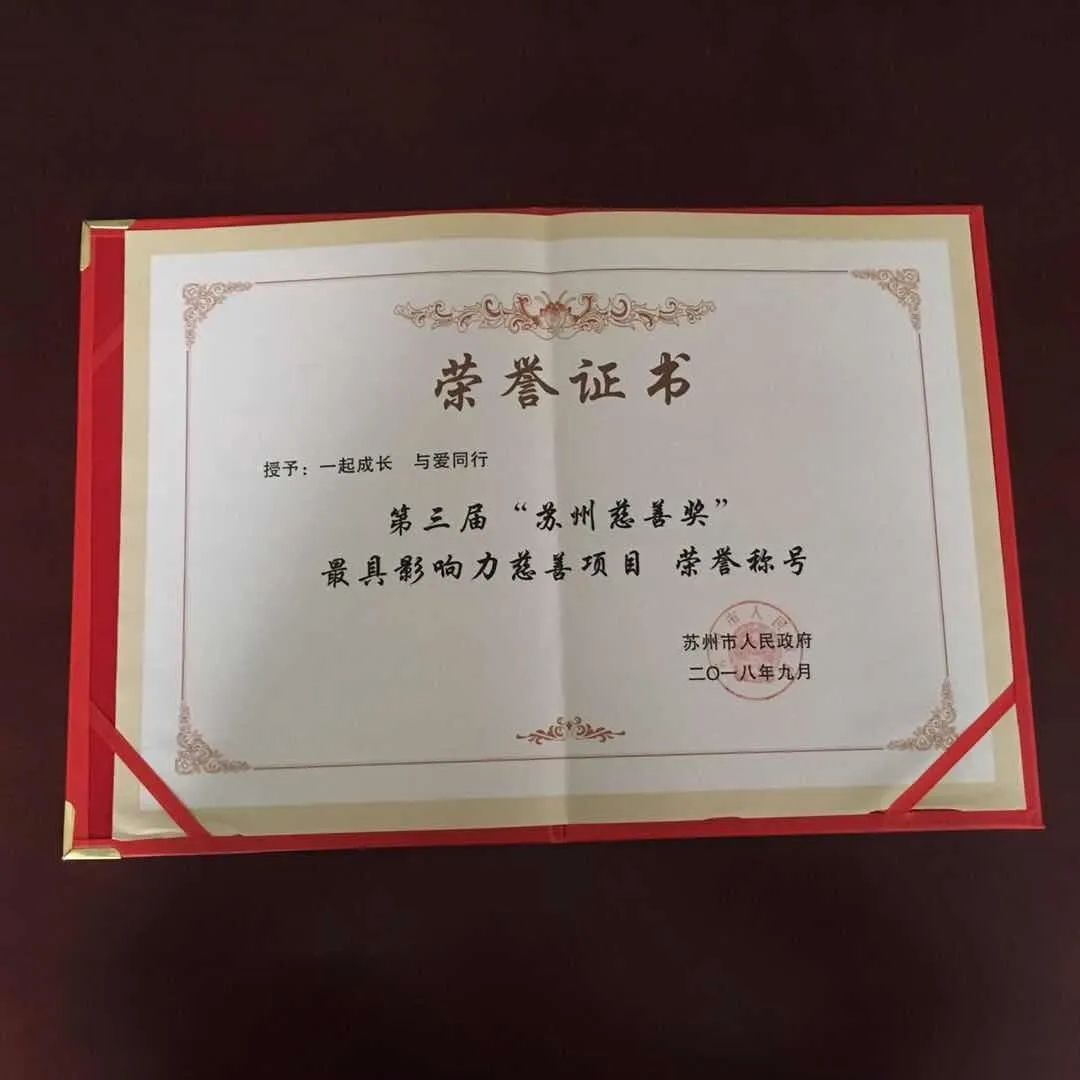 荣誉证书
授予：一起成长　与爱同行
第三届“苏州慈善奖”
最具影响力慈善项目　荣誉称号
苏州市人民政府
二〇一八年九月